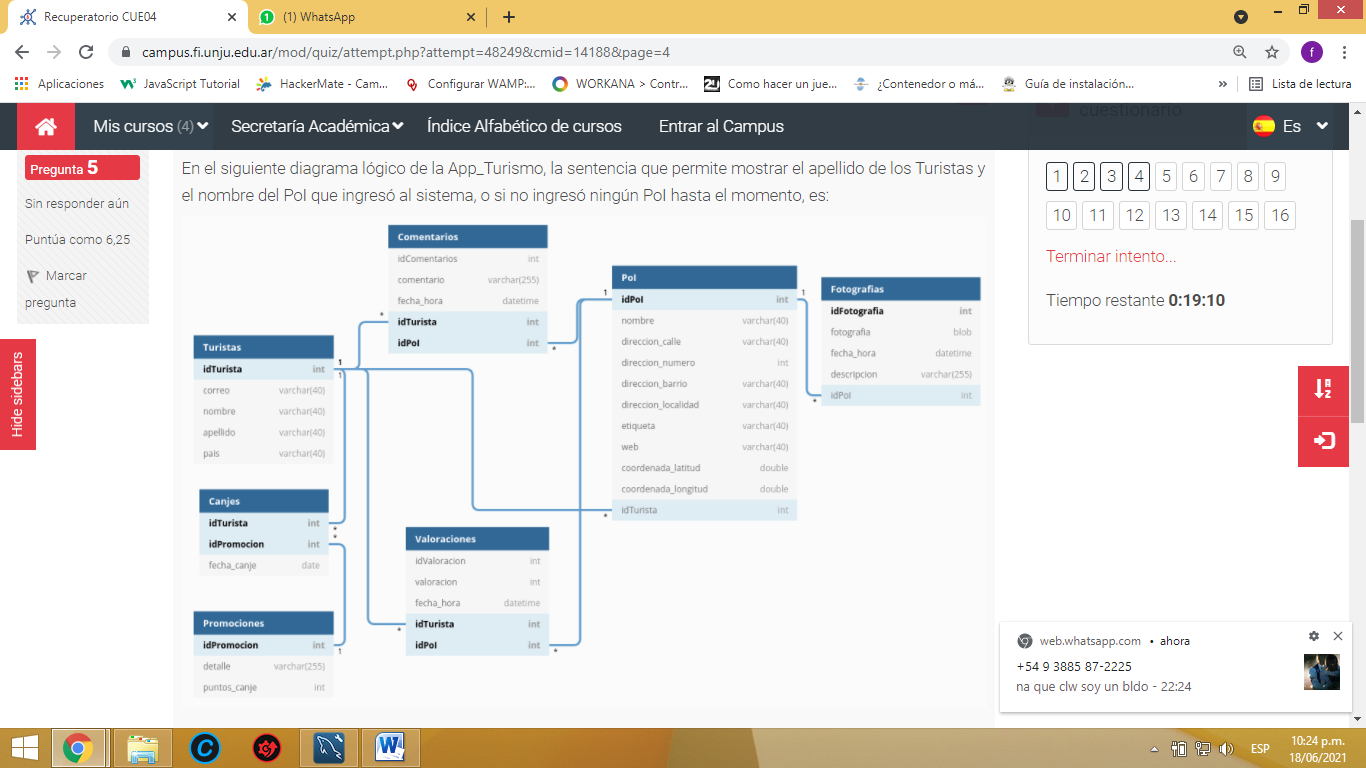 Recuperatorio CUE04
(1) WhatsApp
campus.fi.unju.edu.ar/mod/quiz/attempt.php?attempt=48249&cmid=14188&page=4
f
Aplicaciones
JavaScript Tutorial
HackerMate - Cam...
Configurar WAMP:...
WORKANA > Contr...
Como hacer un jue...
¿Contenedor o má...
Guía de instalación...
»
Lista de lectura
Mis cursos (4)
Secretaría Académica
Índice Alfabético de cursos
Entrar al Campus
cuestionario
Es
Pregunta 5
Sin responder aún
Puntúa como 6,25
Marcar
pregunta
Hide sidebars
En el siguiente diagrama lógico de la App_Turismo, la sentencia que permite mostrar el apellido de los Turistas y
el nombre del PoI que ingresó al sistema, o si no ingresó ningún PoI hasta el momento, es:
Comentarios
idComentarios int
comentario varchar(255)
fecha_hora datetime
idTurista int
idPoI int
Turistas
idTurista int
correo varchar(40)
nombre varchar(40)
apellido varchar(40)
pais varchar(40)
Canjes
idTurista int
idPromocion int
fecha_canje date
Promociones
idPromocion int
detalle varchar(255)
puntos_canje int
Valoraciones
idValoracion int
valoracion int
fecha_hora datetime
idTurista int
idPoI int
PoI
idPoI int
nombre varchar(40)
direccion_calle varchar(40)
direccion_numero int
direccion_barrio varchar(40)
direccion_localidad varchar(40)
etiqueta varchar(40)
web varchar(40)
coordenada_latitud double
coordenada_longitud double
idTurista int
Fotografias
idFotografia int
fotografia blob
fecha_hora datetime
descripcion varchar(255)
idPoI int
1 2 3 4 5 6 7 8 9
10 11 12 13 14 15 16
Terminar intento...
Tiempo restante 0:19:10
web.whatsapp.com • ahora
+54 9 3885 87-2225
na que clw soy un bldo - 22:24
ESP
10:24 p.m.
18/06/2021